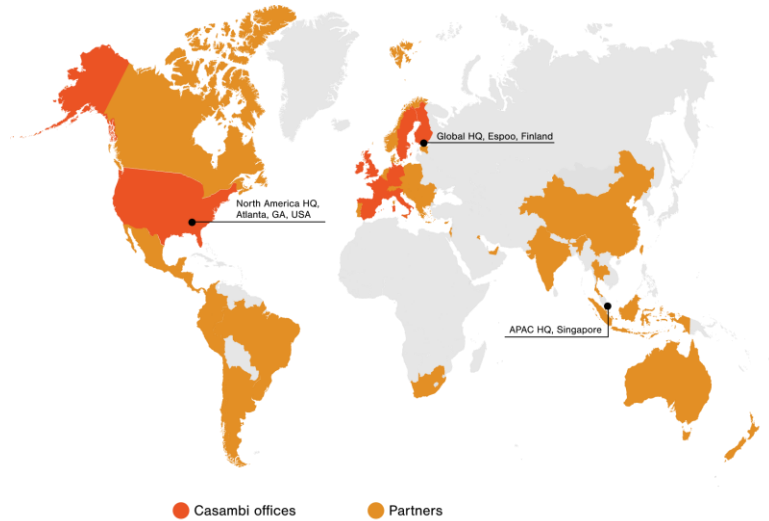 Global HQ, Espoo, Finland
North America HQ,
Atlanta, GA, USA
APAC HQ, Singapore
Casambi offices
Partners